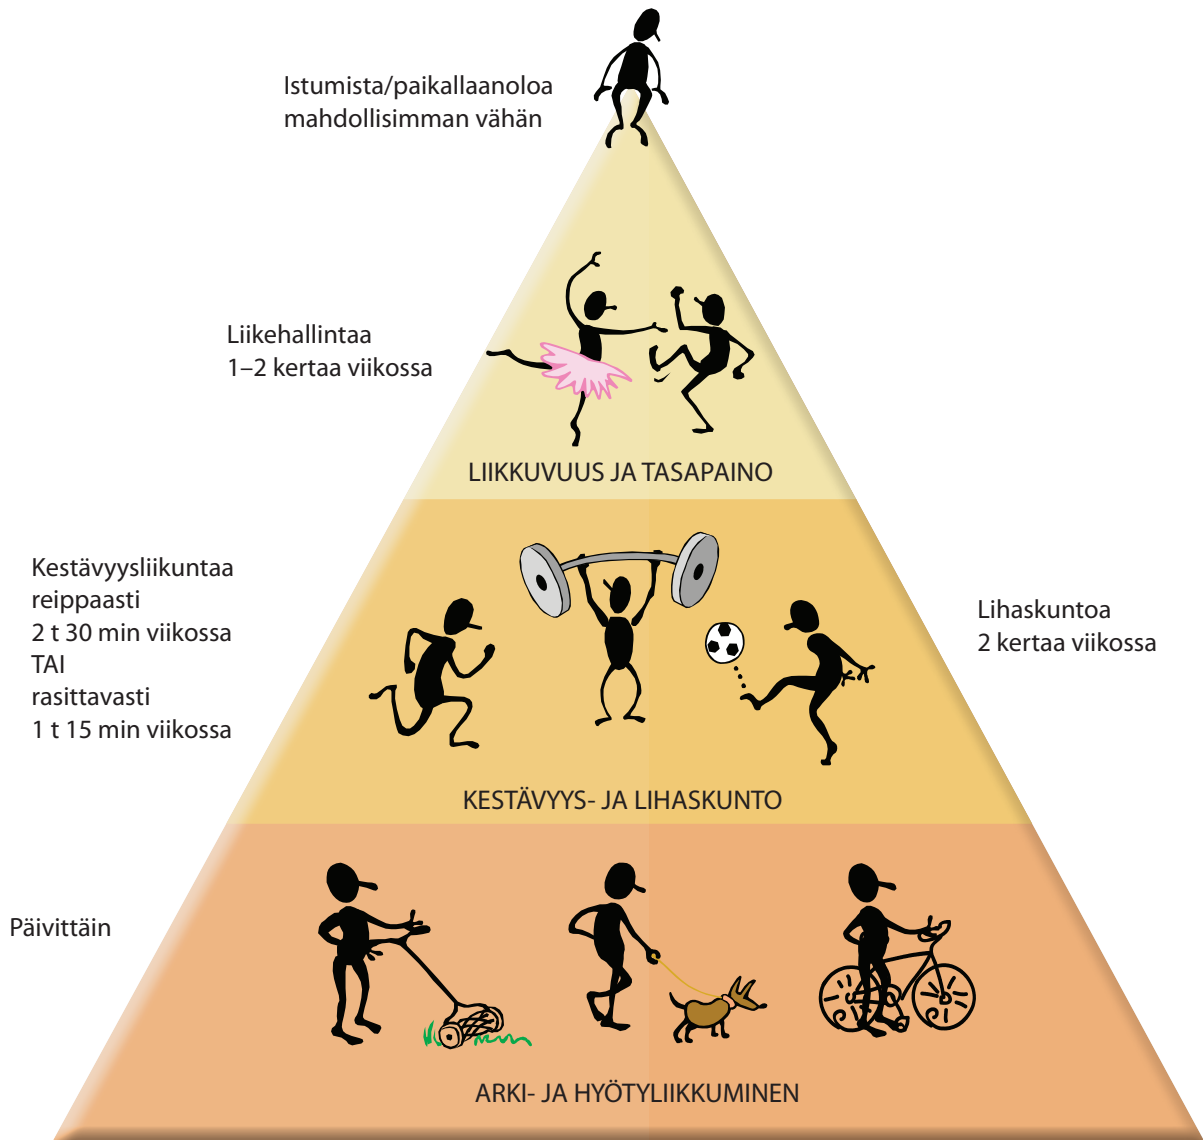 Istumista/paikallaanoloa
mahdollisimman vähän
Liikehallintaa
1–2 kertaa viikossa
LIIKKUVUUS JA TASAPAINO
Kestävyysliikuntaa
reippaasti
2 t 30 min viikossa
TAI
rasittavasti
1 t 15 min viikossa
Lihaskuntoa
2 kertaa viikossa
KESTÄVYYS- JA LIHASKUNTO
Päivittäin
ARKI- JA HYÖTYLIIKKUMINEN